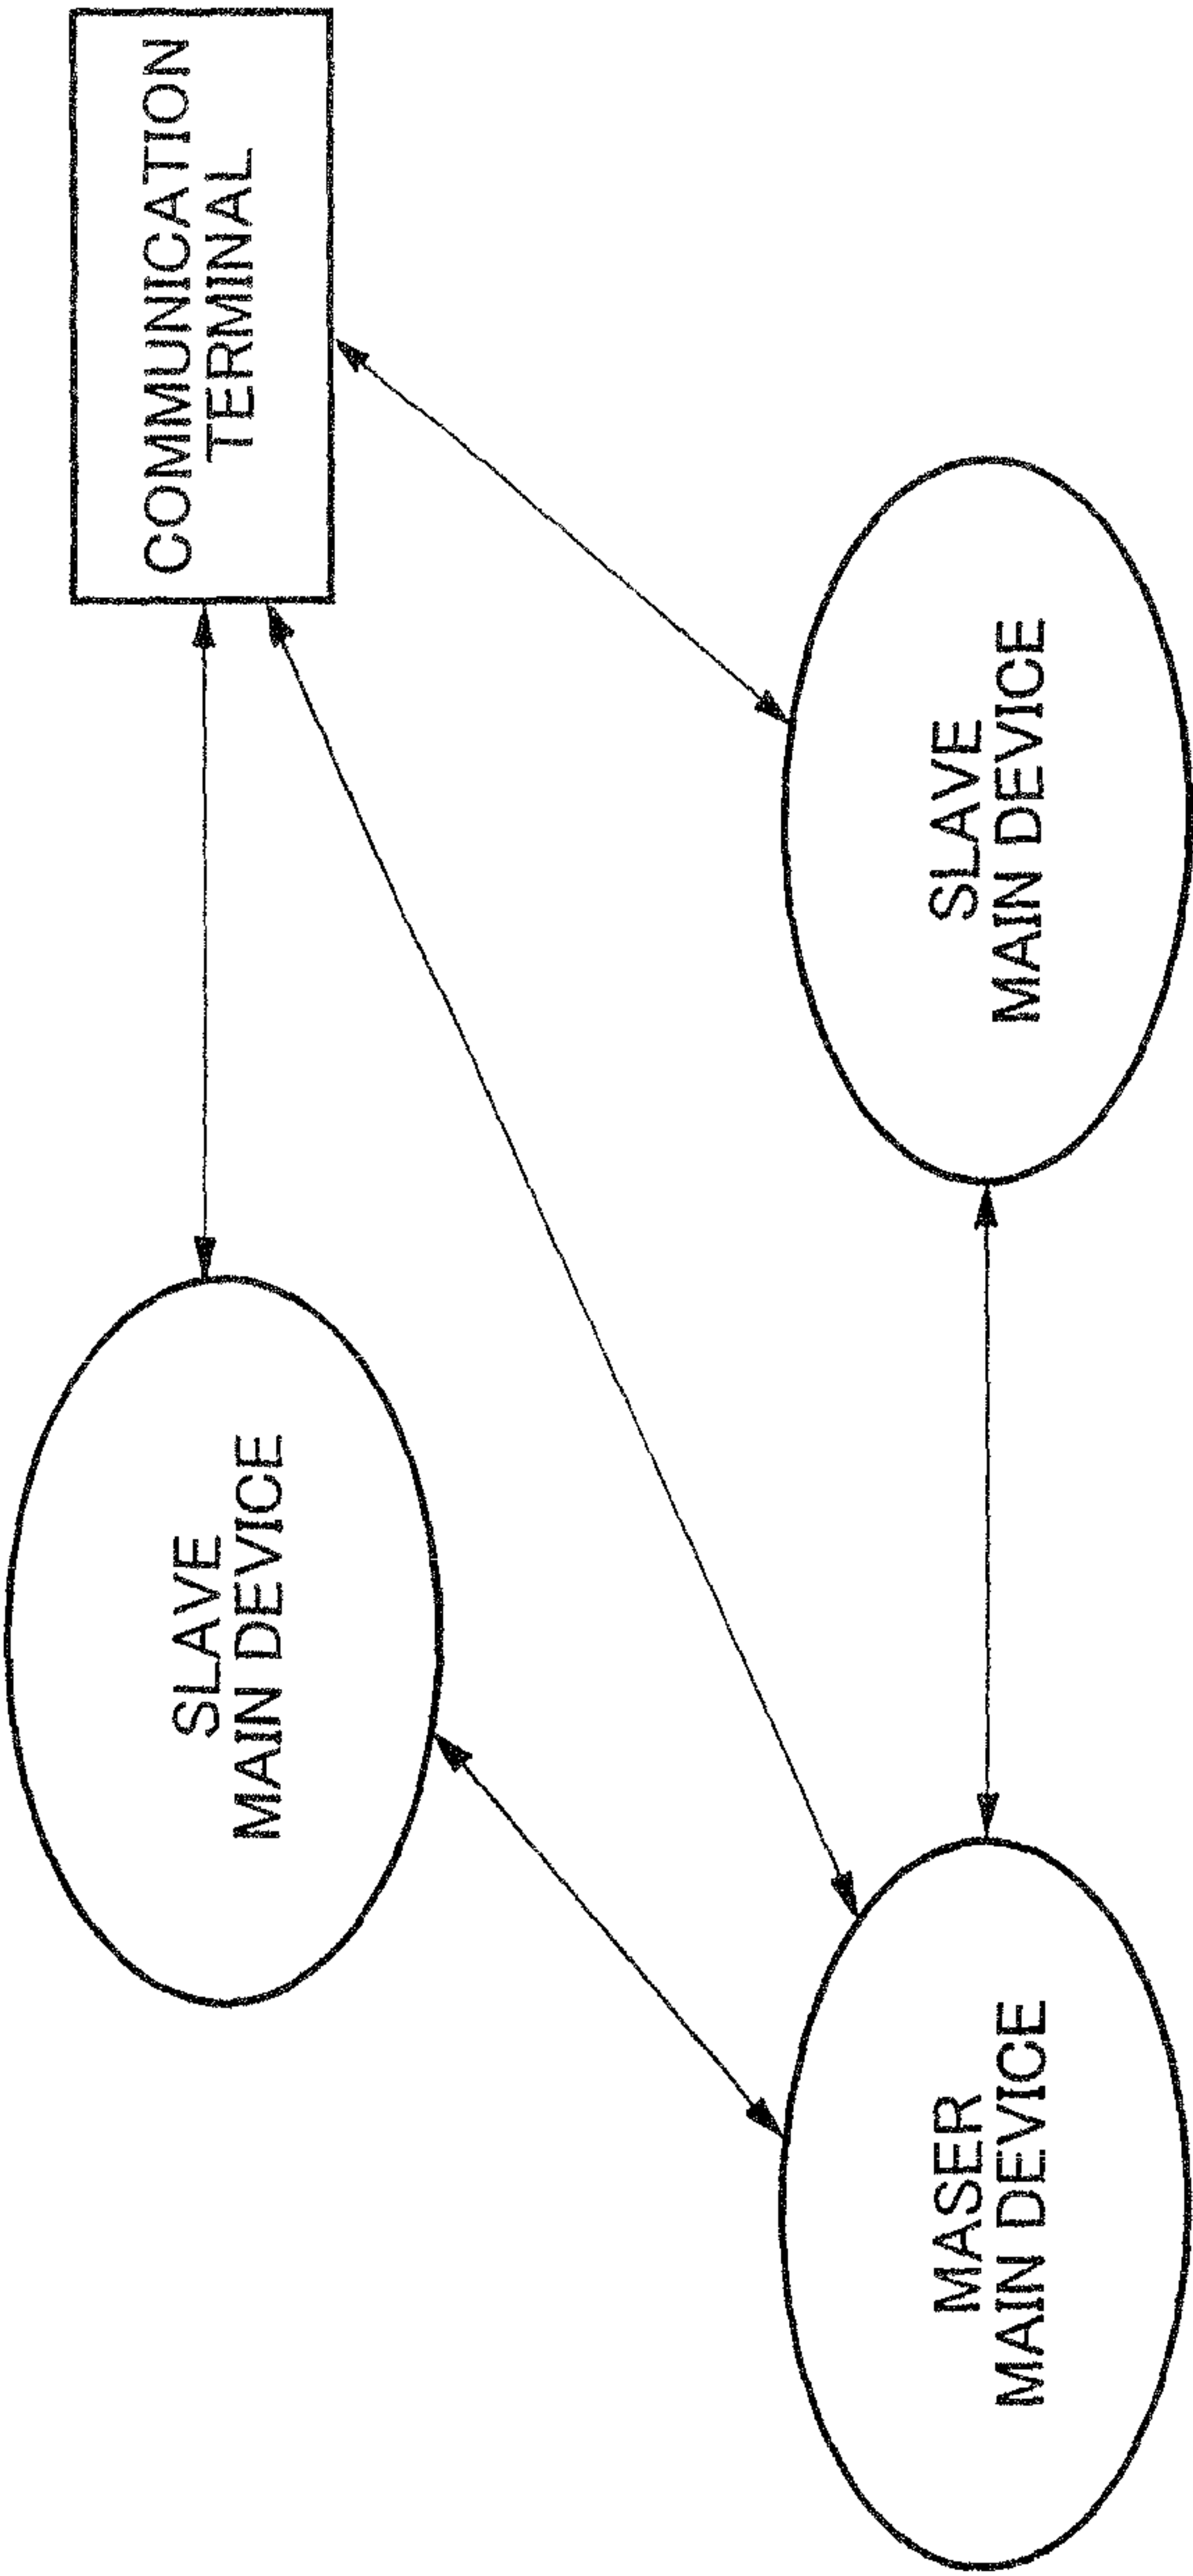 COMMUNICATION
TERMINAL
SLAVE
MAIN DEVICE
SLAVE
MAIN DEVICE
MASER
MAIN DEVICE